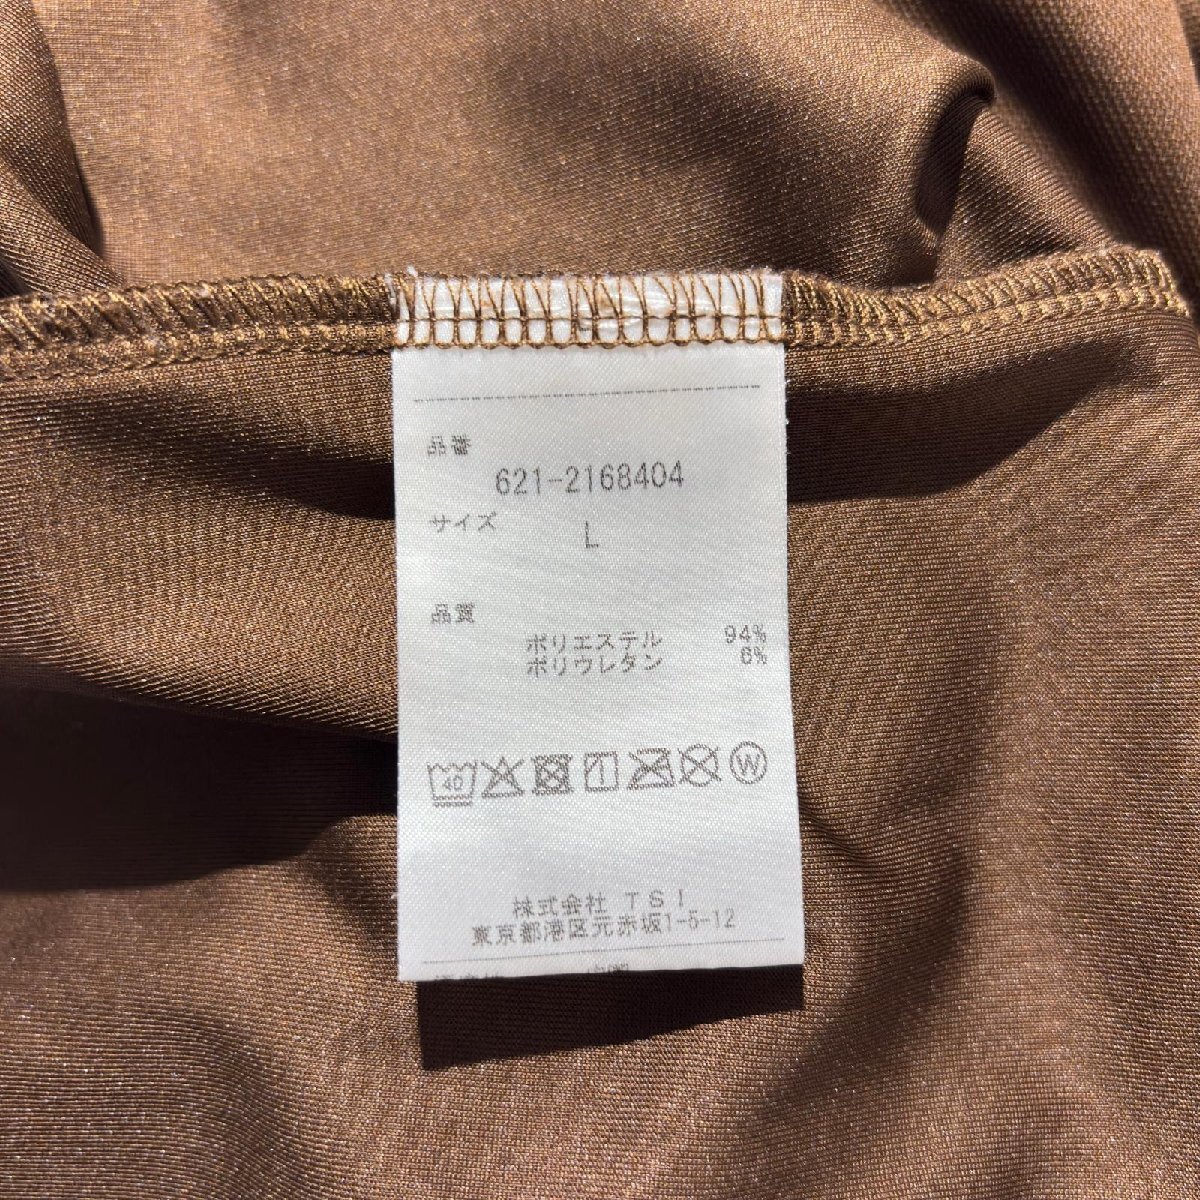 品番
621-2168404
サイズ
L
品質
ポリエステル 94%
ポリウレタン 6%
40 W
株式会社 TSI
東京都港区元赤坂1-5-12